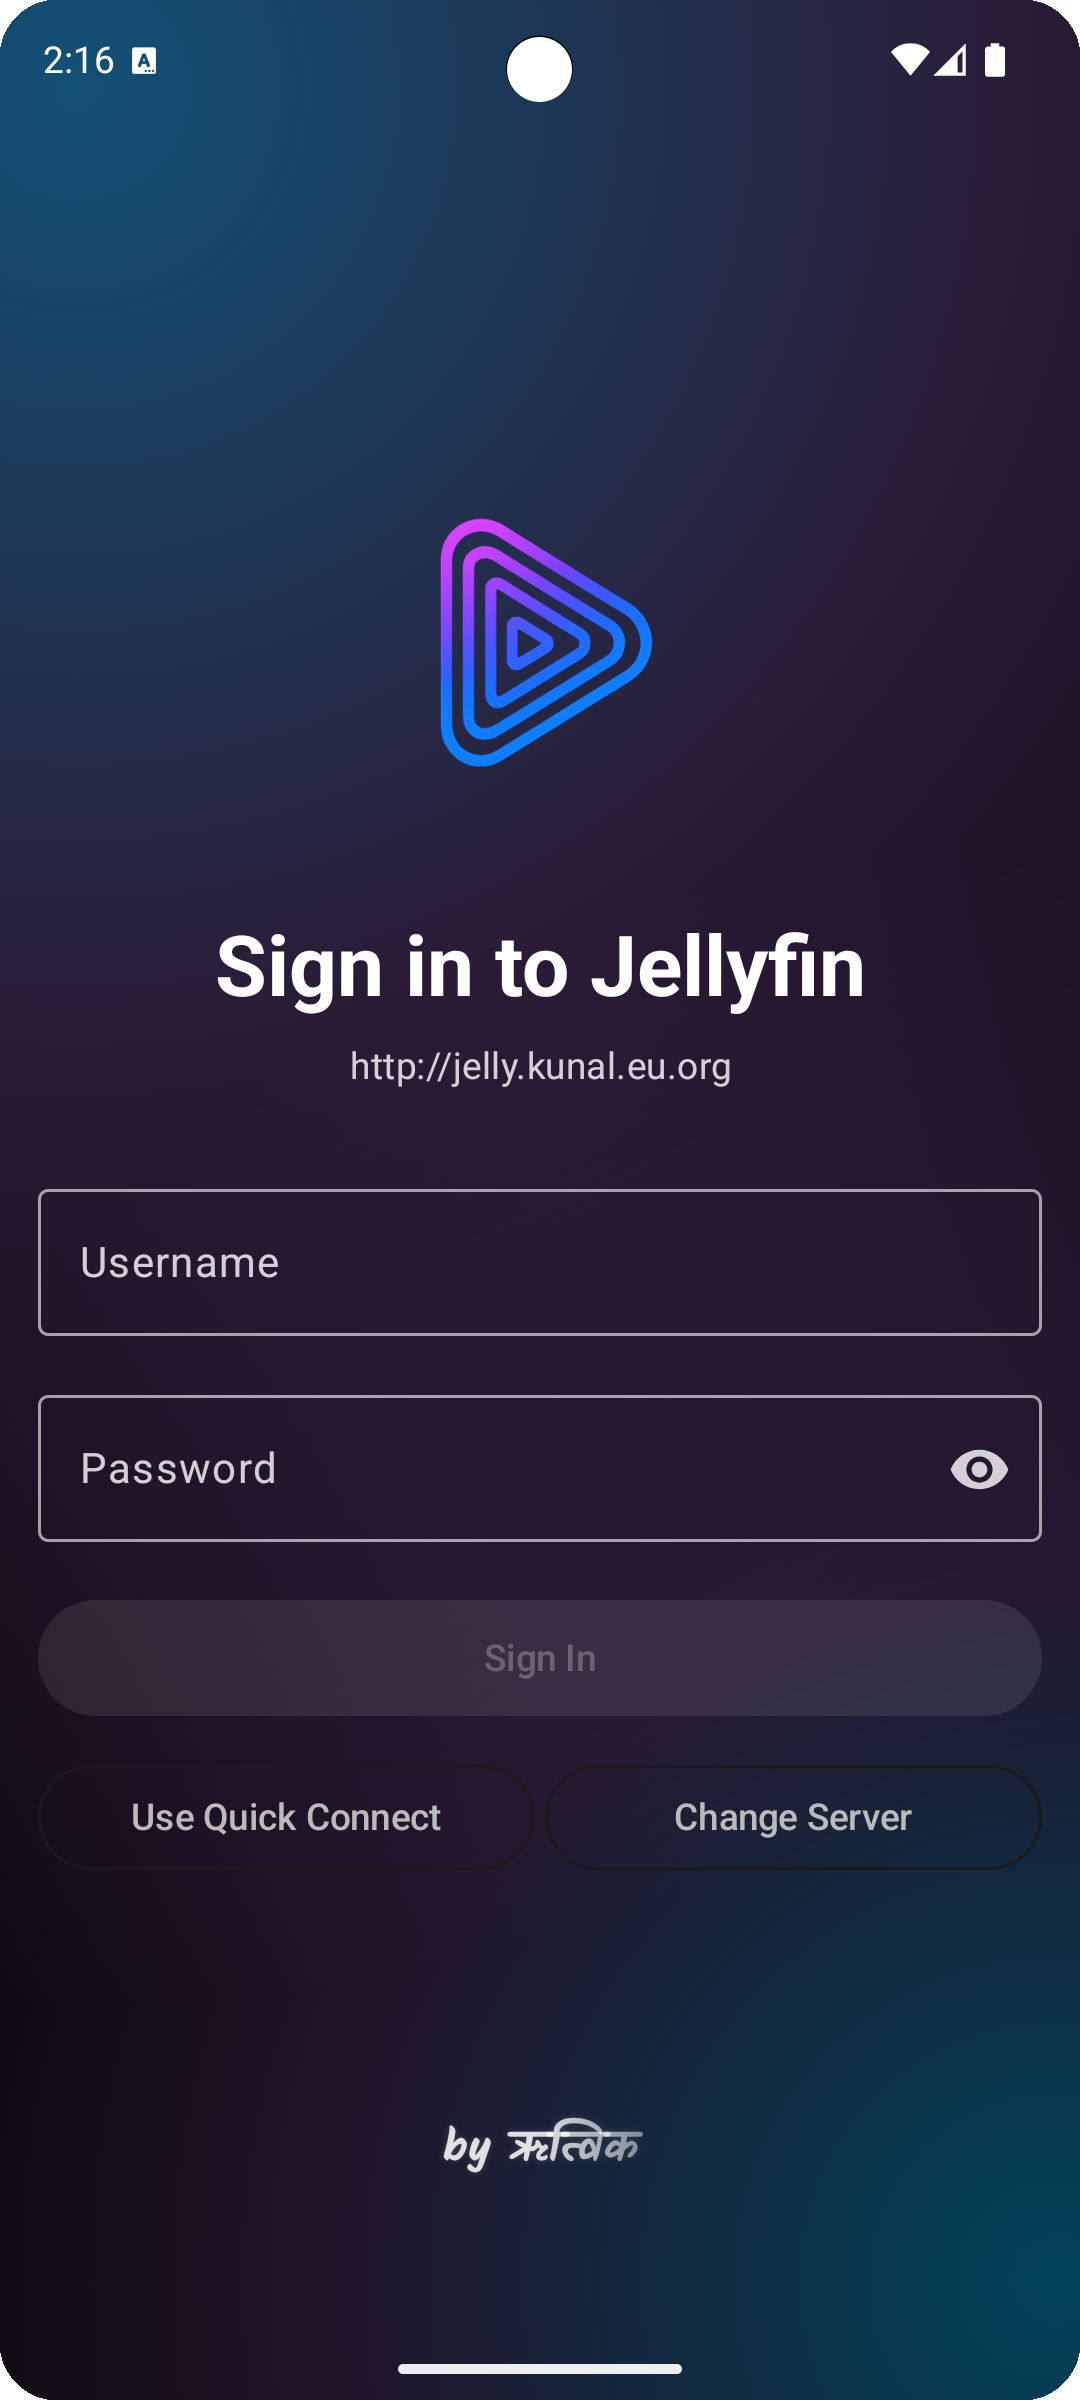 2:16
Sign in to Jellyfin
http://jelly.kunal.eu.org
Username
Password
Sign In
Use Quick Connect
Change Server
by ऋत्विक